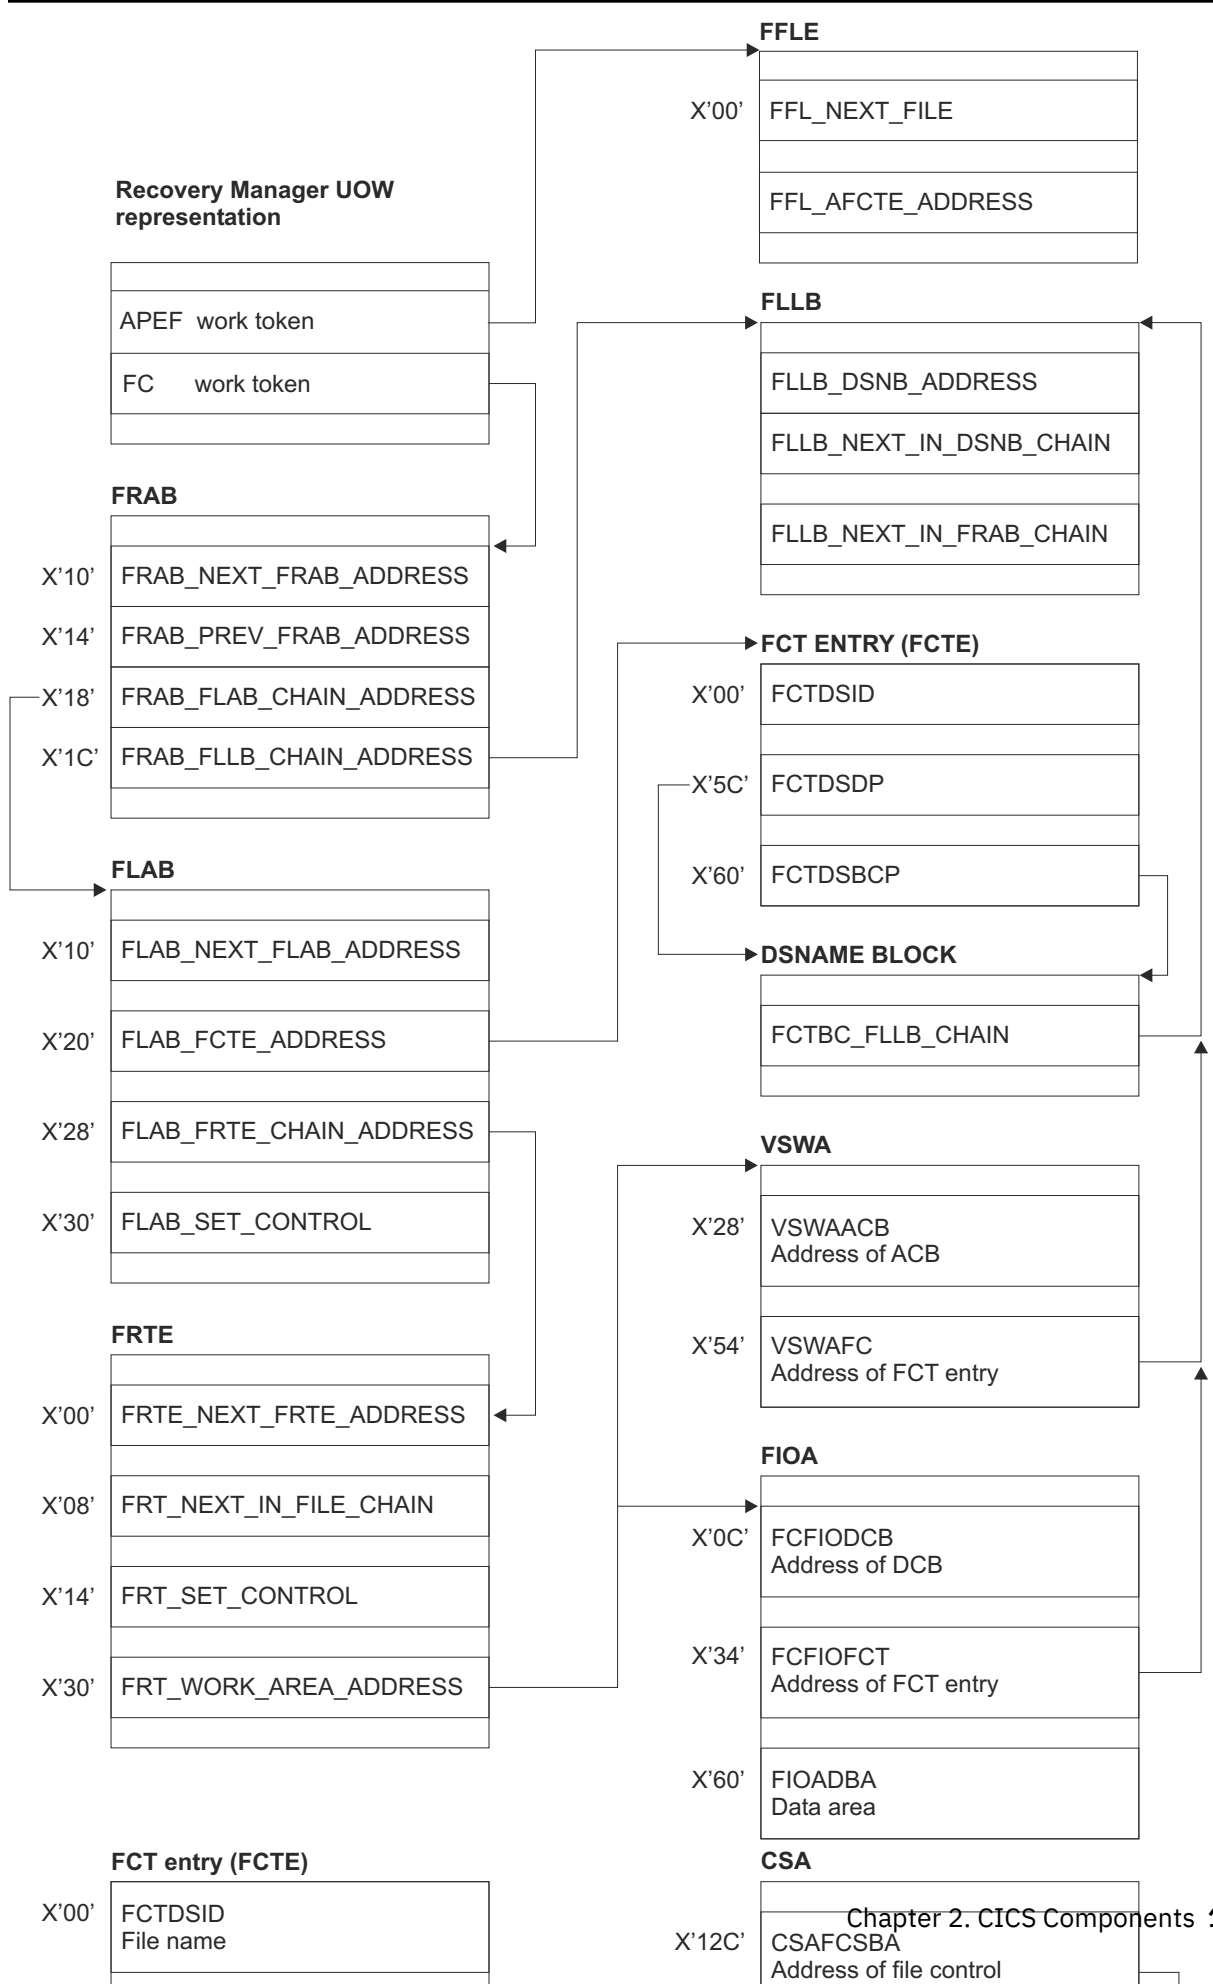 FFLE
X’00’ FFL_NEXT_FILE
FFL_AFCTE_ADDRESS
Recovery Manager UOW
representation
APEF work token
FC work token
FLLB
FLLB_DSNB_ADDRESS
FLLB_NEXT_IN_DSNB_CHAIN
FLLB_NEXT_IN_FRAB_CHAIN
FRAB
X’10’ FRAB_NEXT_FRAB_ADDRESS
X’14’ FRAB_PREV_FRAB_ADDRESS
X’18’ FRAB_FLAB_CHAIN_ADDRESS
X’1C’ FRAB_FLLB_CHAIN_ADDRESS
FCT ENTRY (FCTE)
X’00’ FCTDSID
X’5C’ FCTDSDP
X’60’ FCTDSBCP
FLAB
X’10’ FLAB_NEXT_FLAB_ADDRESS
X’20’ FLAB_FCTE_ADDRESS
X’28’ FLAB_FRTE_CHAIN_ADDRESS
X’30’ FLAB_SET_CONTROL
DSNAME BLOCK
FCTBC_FLLB_CHAIN
VSWA
X’28’ VSWAACB
Address of ACB
X’54’ VSWAFC
Address of FCT entry
FRTE
X’00’ FRTE_NEXT_FRTE_ADDRESS
X’08’ FRT_NEXT_IN_FILE_CHAIN
X’14’ FRT_SET_CONTROL
X’30’ FRT_WORK_AREA_ADDRESS
FIOA
X’0C’ FCFIODCB
Address of DCB
X’34’ FCFIOFCT
Address of FCT entry
X’60’ FIOADBA
Data area
FCT entry (FCTE)
X’00’ FCTDSID
File name
CSA
X’12C’ CSAFCSBA
Address of file control
Chapter 2. CICS Components